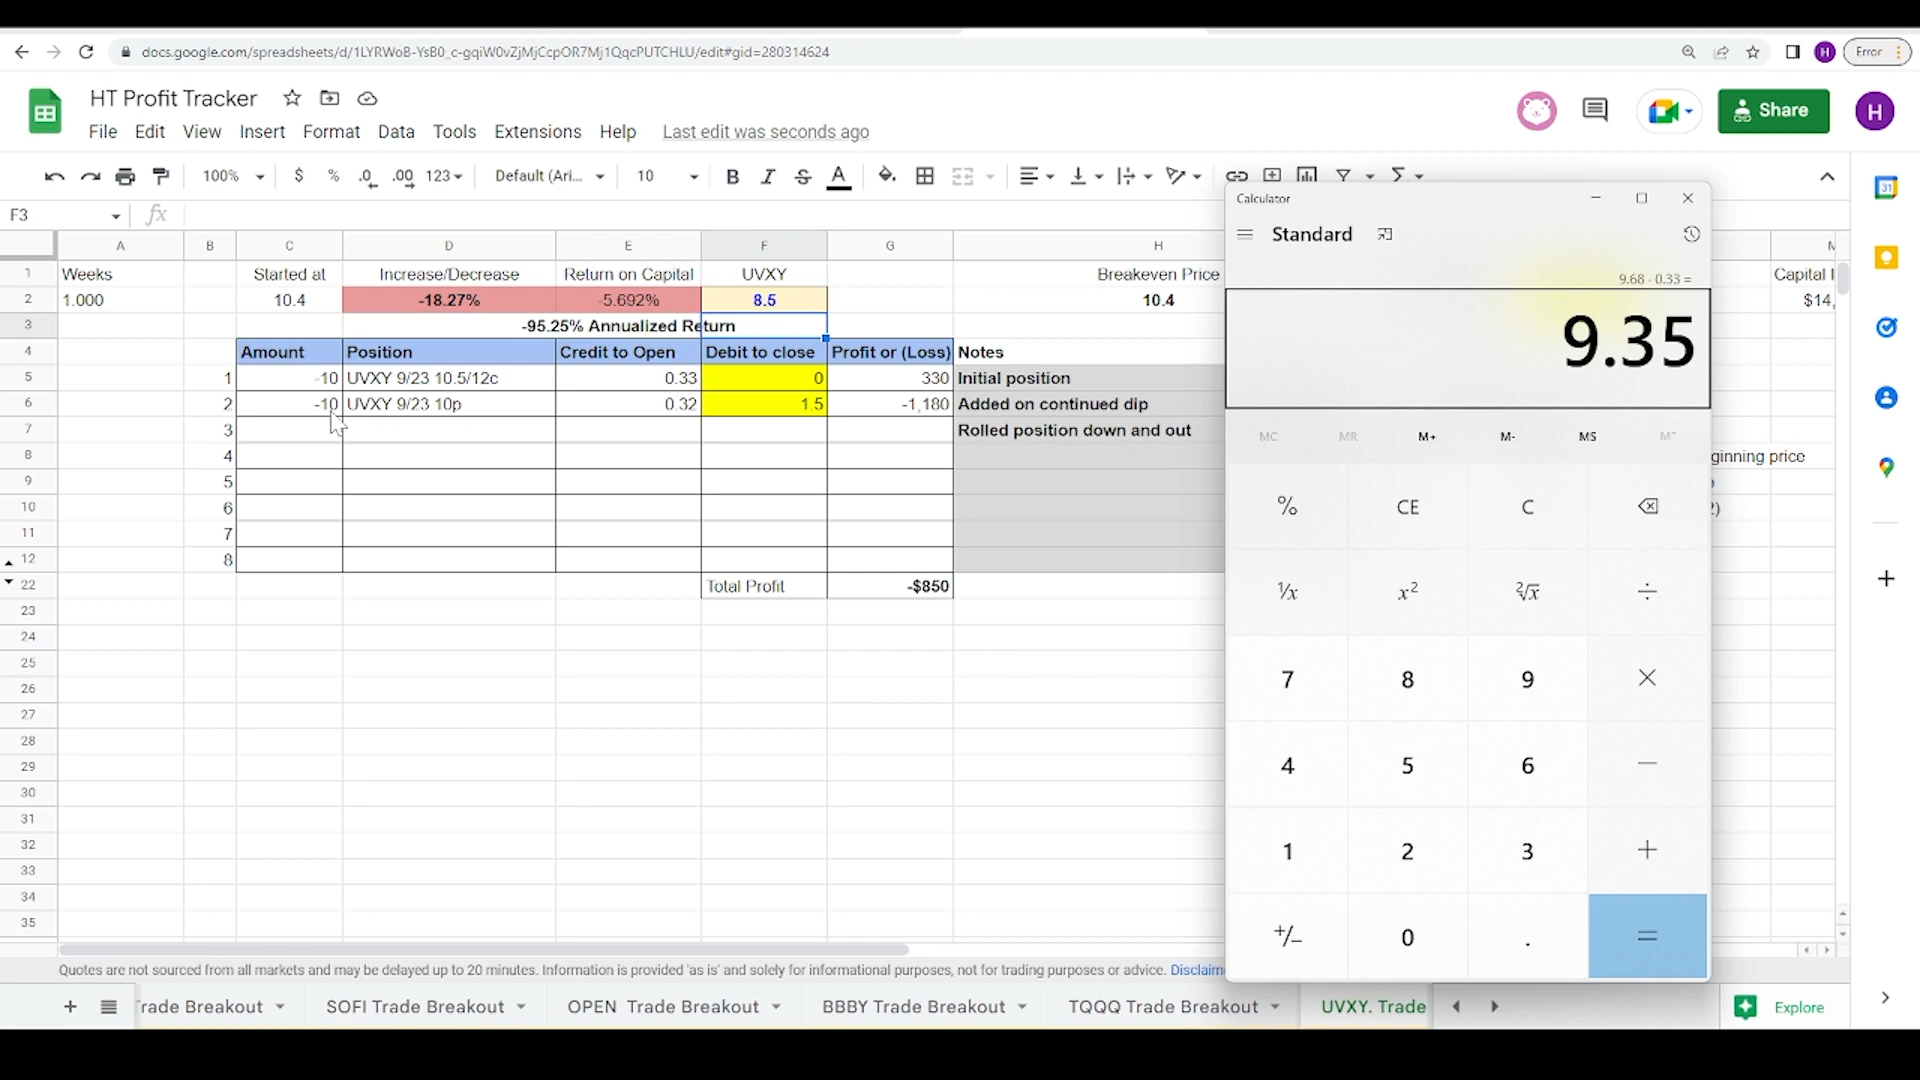 docs.google.com/spreadsheets/d/1LYRWoB-YsB0_c-gqiW0vZjMjCcpOR7Mj1QqcPUTCHLU/edit#gid=280314624
H
Error
HT Profit Tracker
File Edit View Insert Format Data Tools Extensions Help Last edit was seconds ago
Share
H
100% $ % .0 .00 123 Default (Ari... 10 B I S A
F3 fx
A B C D E F G H
1 Weeks Started at Increase/Decrease Return on Capital UVXY Breakeven Price
2 1.000 10.4 -18.27% -5.692% 8.5 10.4 $14,
3 -95.25% Annualized Return
4 Amount Position Credit to Open Debit to close Profit or (Loss) Notes
5 1 -10 UVXY 9/23 10.5/12c 0.33 0 330 Initial position
6 2 -10 UVXY 9/23 10p 0.32 1.5 -1,180 Added on continued dip
7 3 Rolled position down and out
8 4 ginning price
9 5
10 6 2)
11 7
12 8
22 Total Profit -$850
23
24
25
26
27
28
29
30
31
32
33
34
35
Calculator
Standard
9.68 - 0.33 =
9.35
MC MR M+ M- MS
% CE C
1/x x² ²√x ÷
7 8 9 ×
4 5 6 −
1 2 3 +
+/− 0 . =
Quotes are not sourced from all markets and may be delayed up to 20 minutes. Information is provided 'as is' and solely for informational purposes, not for trading purposes or advice. Disclaim
rade Breakout SOFI Trade Breakout OPEN Trade Breakout BBBY Trade Breakout TQQQ Trade Breakout UVXY. Trade
Explore
31